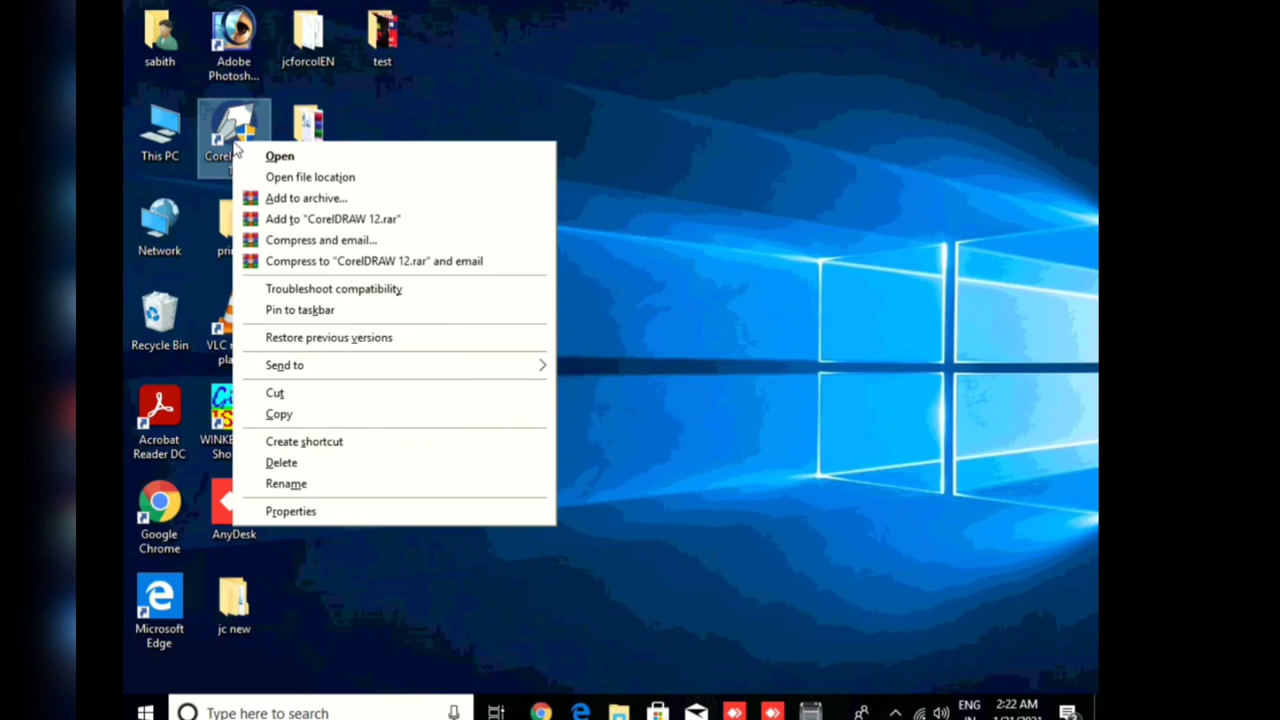 sabith
Adobe
Photosh...
jcforcolEN
test
This PC
Network
Recycle Bin
VLC
Acrobat
Reader DC
Google
Chrome
AnyDesk
Microsoft
Edge
jc new
Open
Open file location
Add to archive...
Add to "CorelDRAW 12.rar"
Compress and email...
Compress to "CorelDRAW 12.rar" and email
Troubleshoot compatibility
Pin to taskbar
Restore previous versions
Send to
Cut
Copy
Create shortcut
Delete
Rename
Properties
Type here to search
ENG
2:22 AM